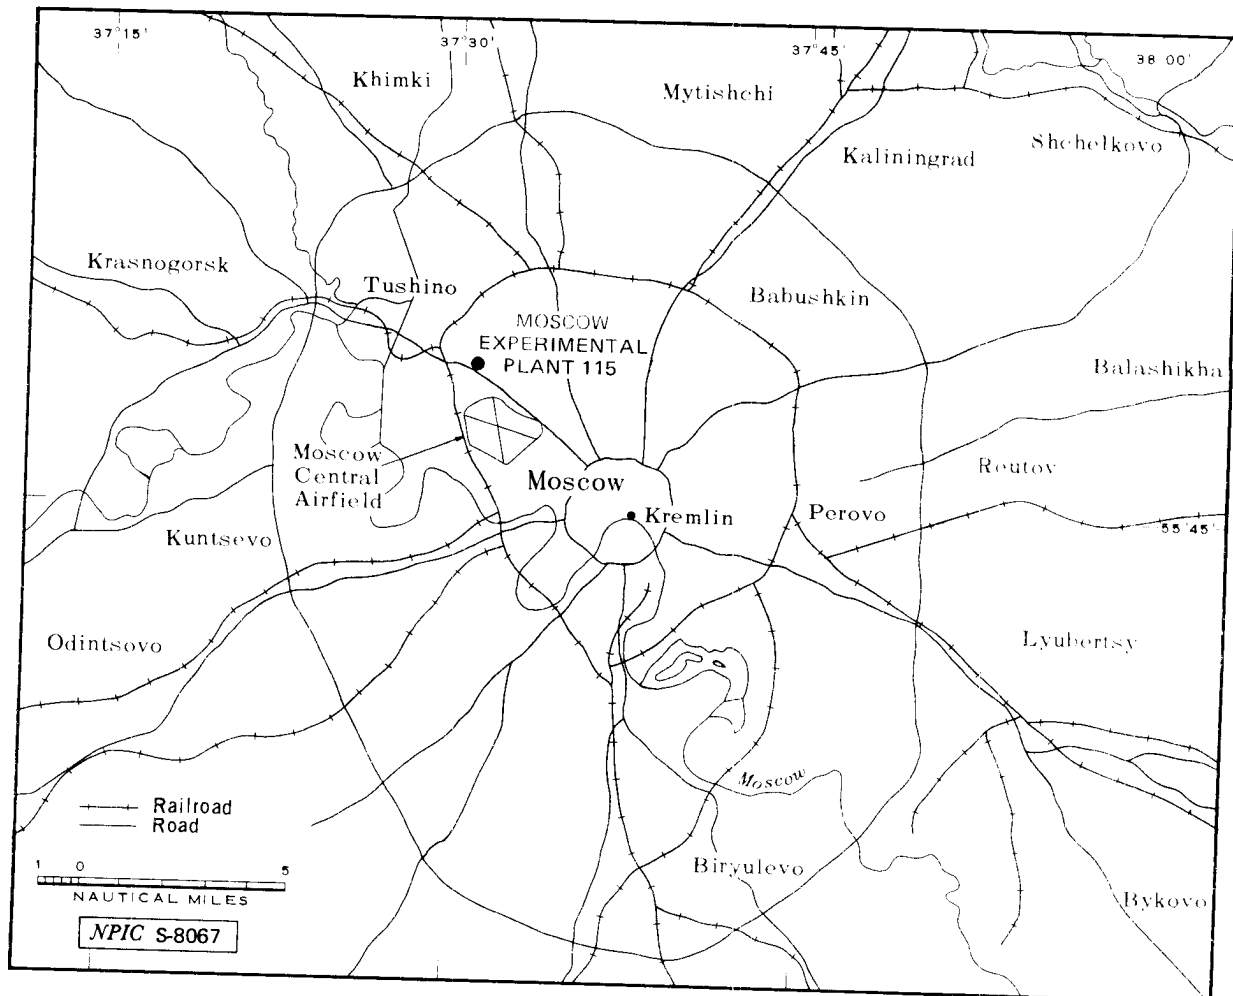 37°15'
37°30'
37°45'
38 00'
Khimki
Mytishchi
Shchelkovo
Kaliningrad
Krasnogorsk
Tushino
Babushkin
MOSCOW
EXPERIMENTAL
PLANT 115
Balashikha
Moscow
Central
Airfield
Reutov
Moscow
Kremlin
Perovo
55°45'
Kuntsevo
Odintsovo
Lyubertsy
Moscow
Railroad
Road
1 0 5
NAUTICAL MILES
Biryulevo
Bykovo
NPIC S-8067